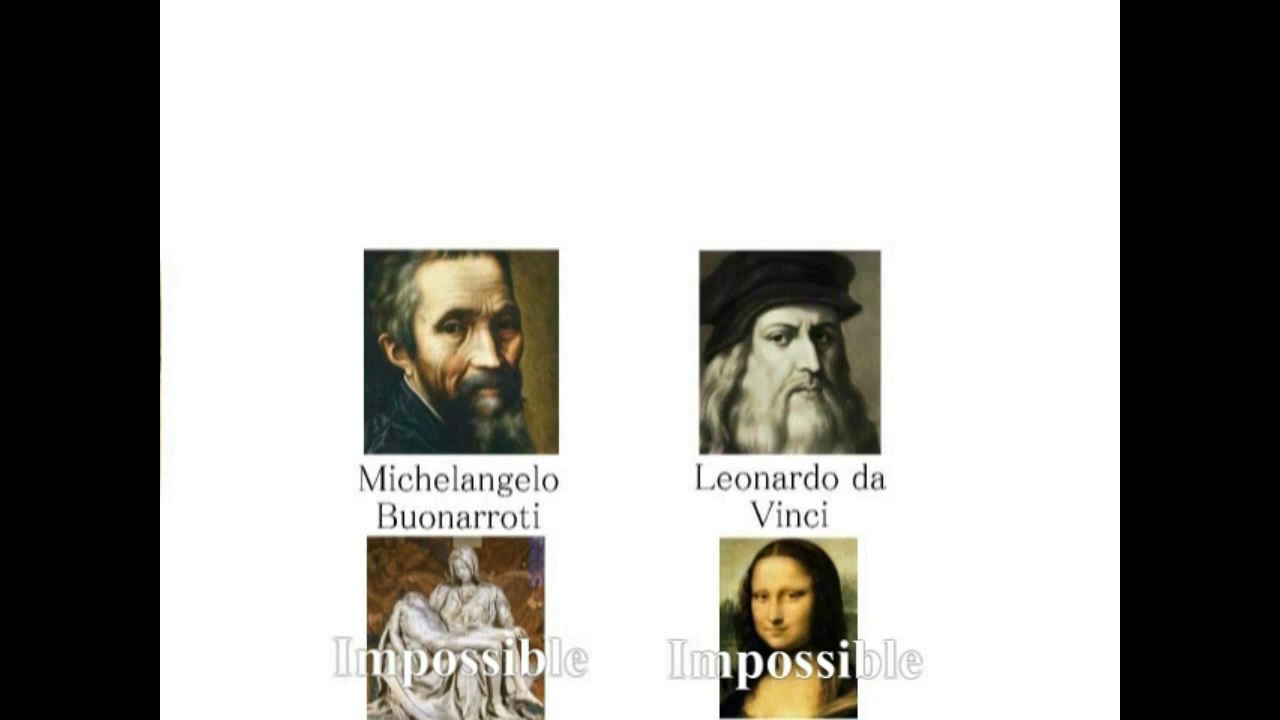 Michelangelo
Buonarroti
Impossible
Leonardo da
Vinci
Impossible